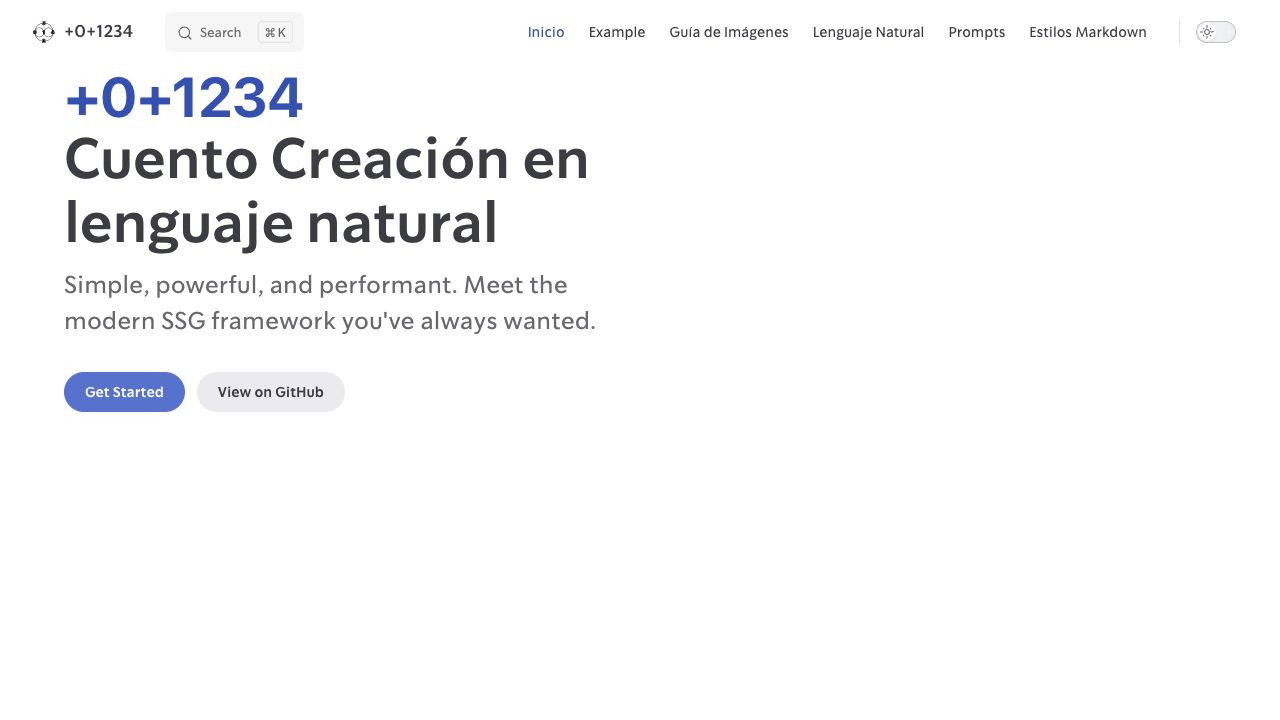 +0+1234
Search
⌘ K
Inicio
Example
Guía de Imágenes
Lenguaje Natural
Prompts
Estilos Markdown
+0+1234
Cuento Creación en
lenguaje natural
Simple, powerful, and performant. Meet the
modern SSG framework you've always wanted.
Get Started
View on GitHub